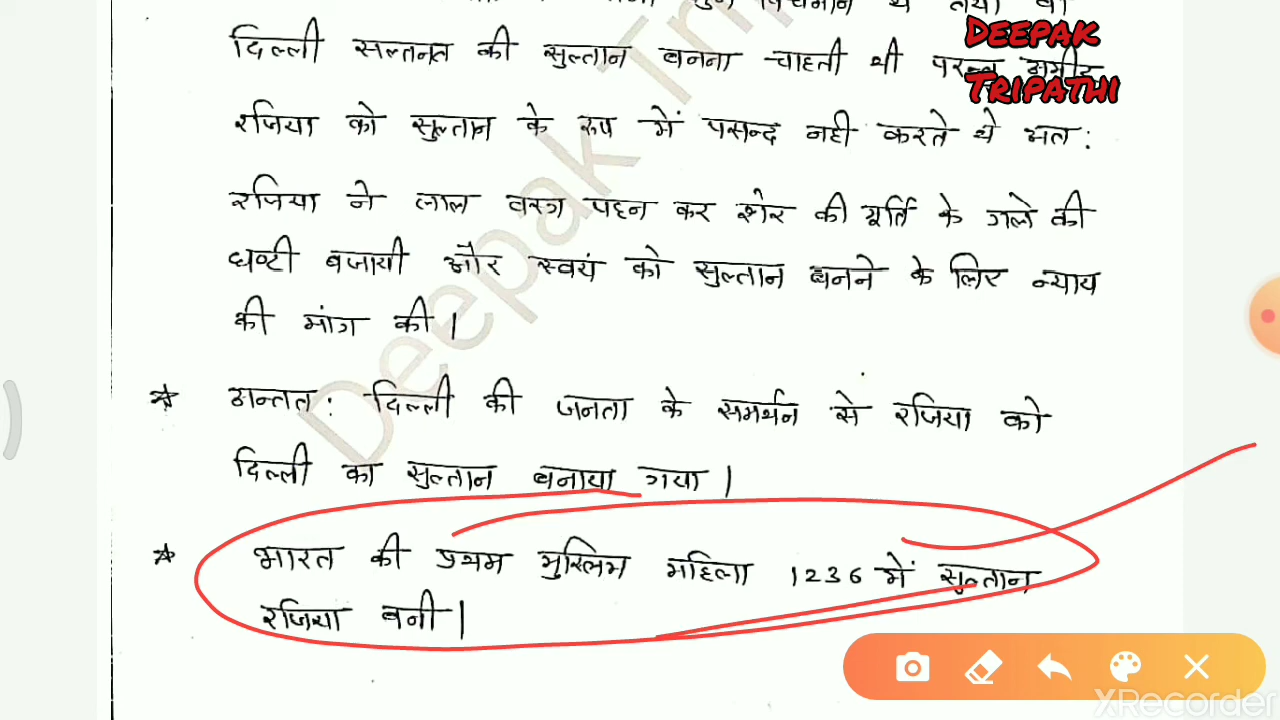 DEEPAK
TRIPATHI
दिल्ली सल्तनत की सुल्तान बनना चाहती थी परन्तु अमीर
रजिया को सुल्तान के रुप में पसन्द नही करते थे अत:
रजिया ने लाल वस्त्र पहन कर शेर की मूर्ति के गले की
घण्टी बजायी और स्वयं को सुल्तान बनने के लिए न्याय
की मांग की।
अन्तत: दिल्ली की जनता के समर्थन से रजिया को
दिल्ली का सुल्तान बनाया गया।
भारत की प्रथम मुस्लिम महिला 1236 में सुल्तान
रजिया बनी।
Deepak Trip
XRecorder